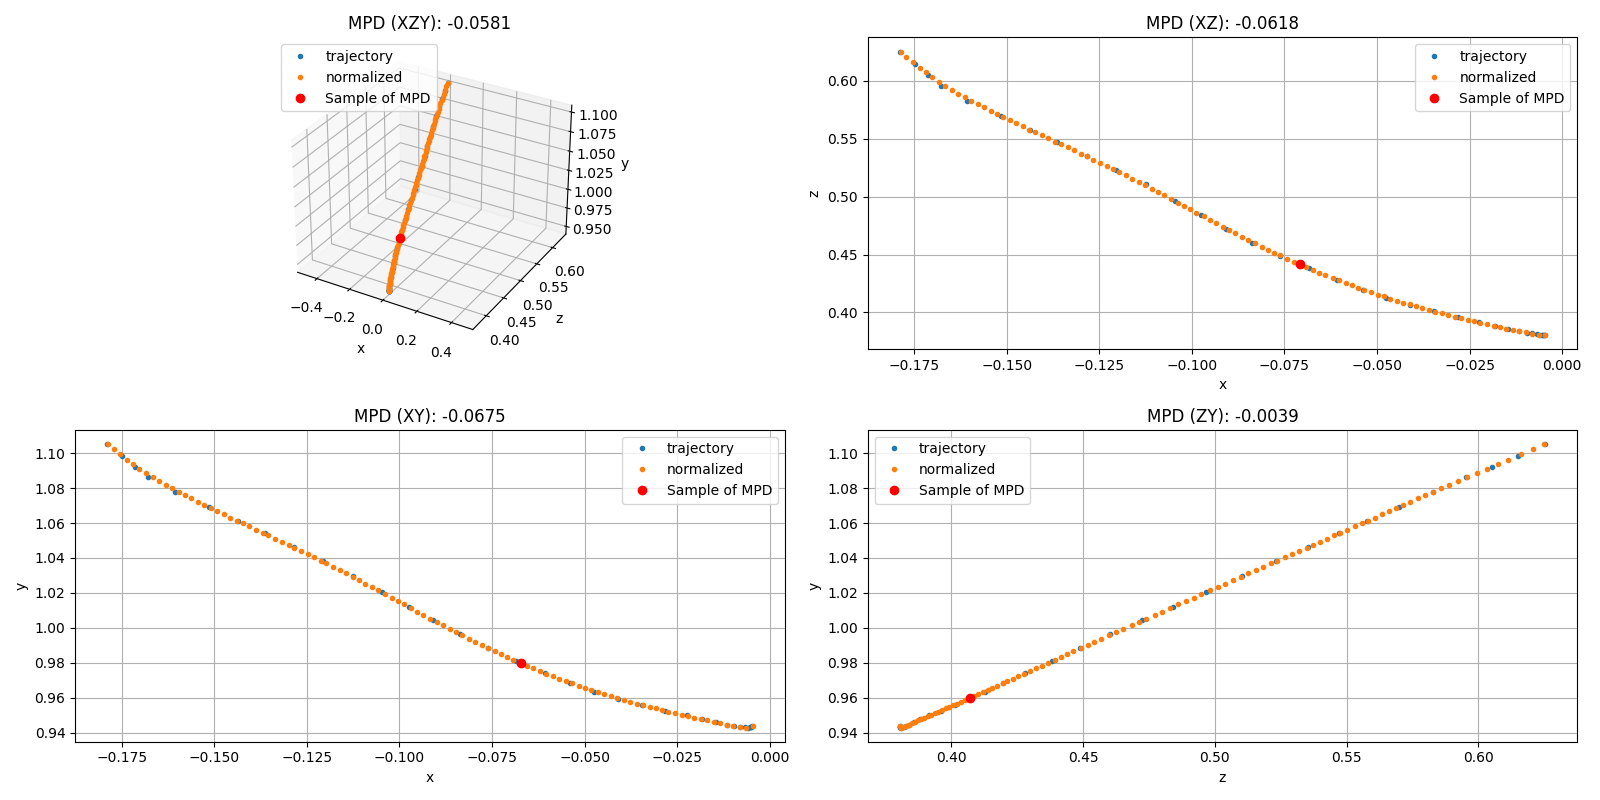 MPD (XZY): -0.0581
trajectory
normalized
Sample of MPD
1.100
1.075
1.050
1.025
1.000
0.975
0.950
y
−0.4
−0.2
0.0
0.2
0.4
x
0.40
0.45
0.50
0.55
0.60
z
MPD (XZ): -0.0618
trajectory
normalized
Sample of MPD
0.60
0.55
0.50
0.45
0.40
z
−0.175
−0.150
−0.125
−0.100
−0.075
−0.050
−0.025
0.000
x
MPD (XY): -0.0675
trajectory
normalized
Sample of MPD
1.10
1.08
1.06
1.04
1.02
1.00
0.98
0.96
0.94
y
−0.175
−0.150
−0.125
−0.100
−0.075
−0.050
−0.025
0.000
x
MPD (ZY): -0.0039
trajectory
normalized
Sample of MPD
1.10
1.08
1.06
1.04
1.02
1.00
0.98
0.96
0.94
y
0.40
0.45
0.50
0.55
0.60
z